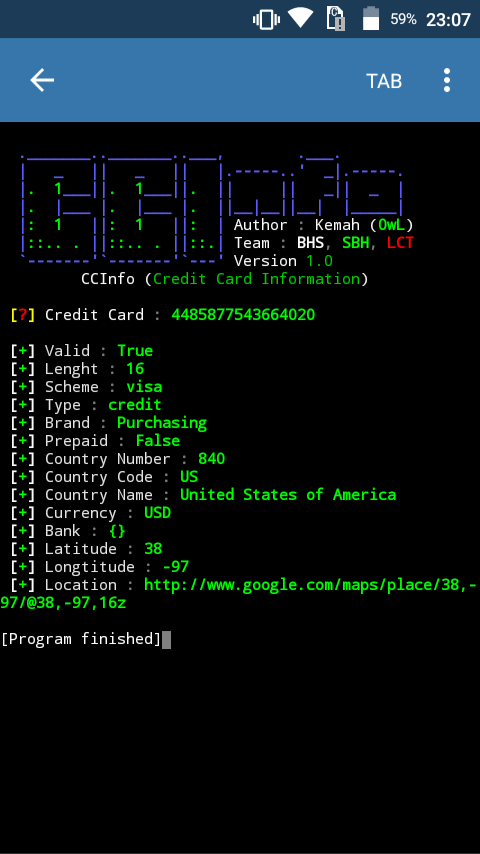 59% 23:07
TAB
Author : Kemah (OwL)
Team : BHS, SBH, LCT
Version 1.0
CCInfo (Credit Card Information)
[?] Credit Card : 4485877543664020
[+] Valid : True
[+] Lenght : 16
[+] Scheme : visa
[+] Type : credit
[+] Brand : Purchasing
[+] Prepaid : False
[+] Country Number : 840
[+] Country Code : US
[+] Country Name : United States of America
[+] Currency : USD
[+] Bank : {}
[+] Latitude : 38
[+] Longtitude : -97
[+] Location : http://www.google.com/maps/place/38,-
97/@38,-97,16z
[Program finished]